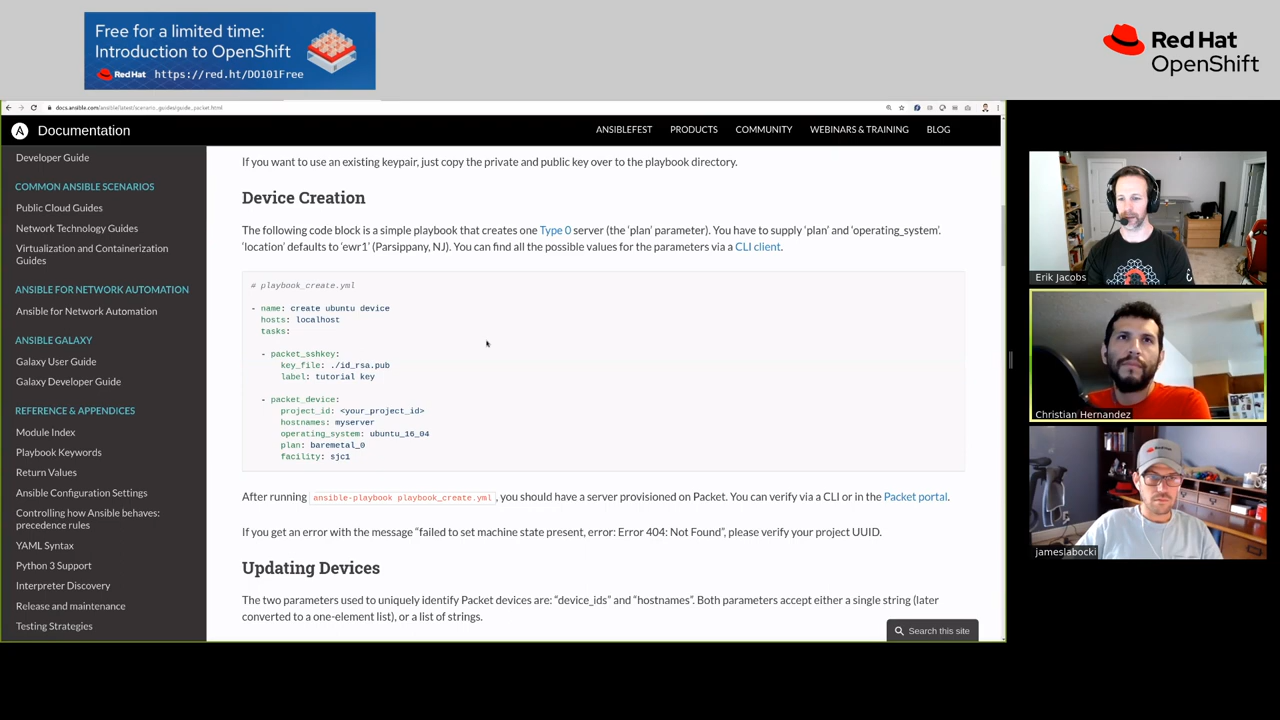 Free for a limited time:
Introduction to OpenShift
Red Hat https://red.ht/DO101Free
Red Hat
OpenShift
docs.ansible.com/ansible/latest/scenario_guides/guide_packet.html
A Documentation
ANSIBLEFEST PRODUCTS COMMUNITY WEBINARS & TRAINING BLOG
Developer Guide
COMMON ANSIBLE SCENARIOS
Public Cloud Guides
Network Technology Guides
Virtualization and Containerization
Guides
ANSIBLE FOR NETWORK AUTOMATION
Ansible for Network Automation
ANSIBLE GALAXY
Galaxy User Guide
Galaxy Developer Guide
REFERENCE & APPENDICES
Module Index
Playbook Keywords
Return Values
Ansible Configuration Settings
Controlling how Ansible behaves:
precedence rules
YAML Syntax
Python 3 Support
Interpreter Discovery
Release and maintenance
Testing Strategies
If you want to use an existing keypair, just copy the private and public key over to the playbook directory.
Device Creation
The following code block is a simple playbook that creates one Type 0 server (the ‘plan’ parameter). You have to supply ‘plan’ and ‘operating_system’.
‘location’ defaults to ‘ewr1’ (Parsippany, NJ). You can find all the possible values for the parameters via a CLI client.
# playbook_create.yml
- name: create ubuntu device
hosts: localhost
tasks:
- packet_sshkey:
key_file: ./id_rsa.pub
label: tutorial key
- packet_device:
project_id: <your_project_id>
hostnames: myserver
operating_system: ubuntu_16_04
plan: baremetal_0
facility: sjc1
After running ansible-playbook playbook_create.yml, you should have a server provisioned on Packet. You can verify via a CLI or in the Packet portal.
If you get an error with the message “failed to set machine state present, error: Error 404: Not Found”, please verify your project UUID.
Updating Devices
The two parameters used to uniquely identify Packet devices are: “device_ids” and “hostnames”. Both parameters accept either a single string (later
converted to a one-element list), or a list of strings.
Search this site
Erik Jacobs
Christian Hernandez
jameslabocki